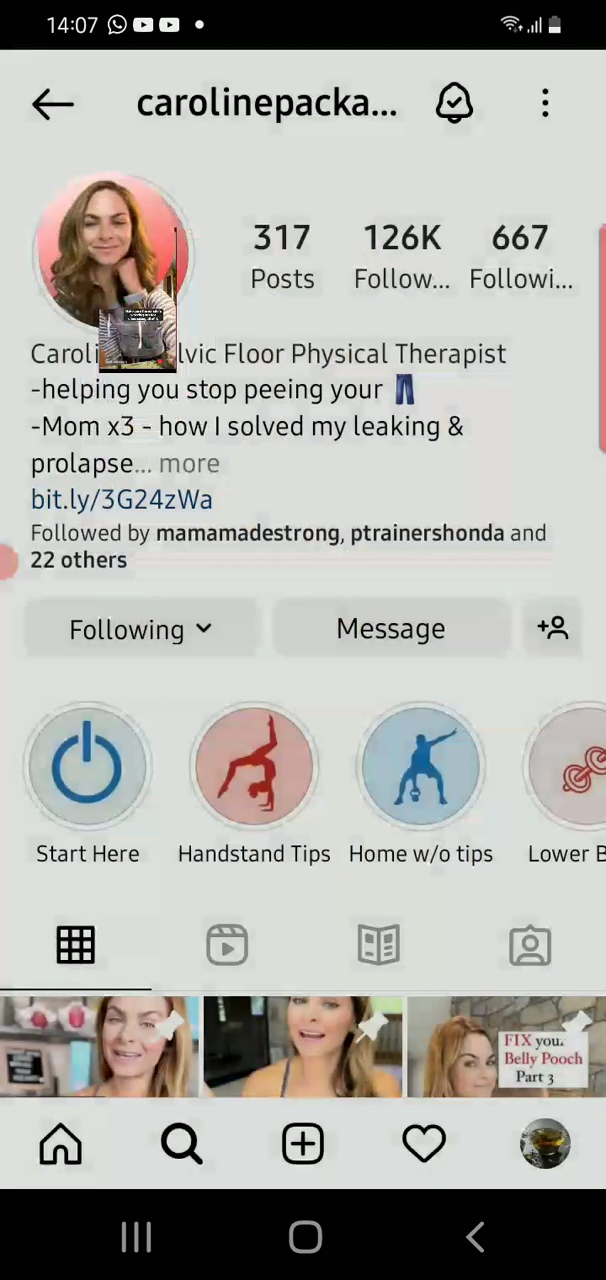 14:07
carolinepacka...
317 126K 667
Posts Follow... Followi...
Caroli lvic Floor Physical Therapist
-helping you stop peeing your 👖
-Mom x3 - how I solved my leaking &
prolapse... more
bit.ly/3G24zWa
Followed by mamamadestrong, ptrainershonda and
22 others
Following Message
Start Here Handstand Tips Home w/o tips Lower B
FIX you.
Belly Pooch
Part 3